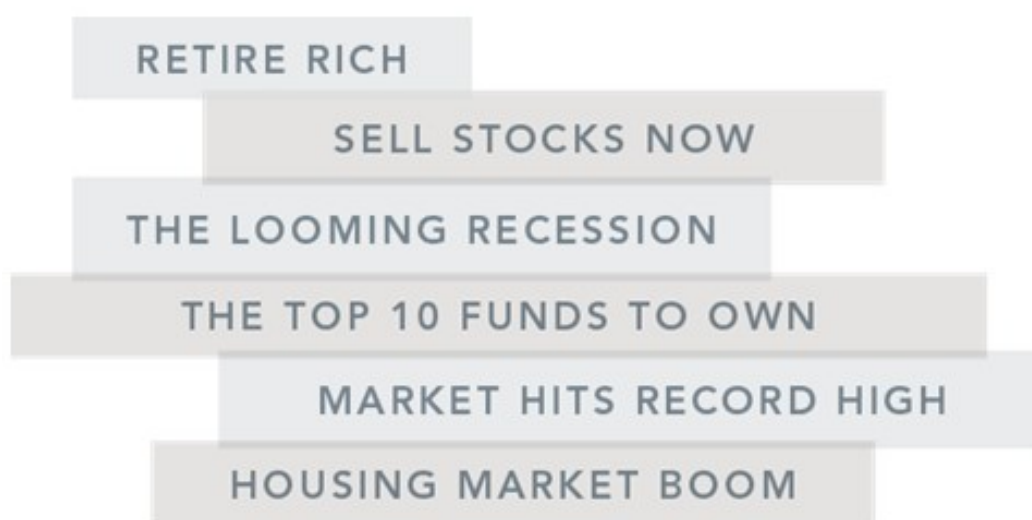 RETIRE RICH
SELL STOCKS NOW
THE LOOMING RECESSION
THE TOP 10 FUNDS TO OWN
MARKET HITS RECORD HIGH
HOUSING MARKET BOOM